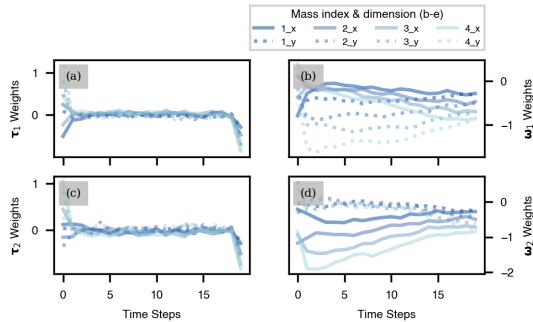 Mass index & dimension (b-e)
1_x 2_x 3_x 4_x
1_y 2_y 3_y 4_y
(a) (b)
1
0
0
−1
τ₁ Weights
𝟑₁ Weights
(c) (d)
1
0
0
−1
−2
τ₂ Weights
𝟑₂ Weights
0 5 10 15 0 5 10 15
Time Steps Time Steps